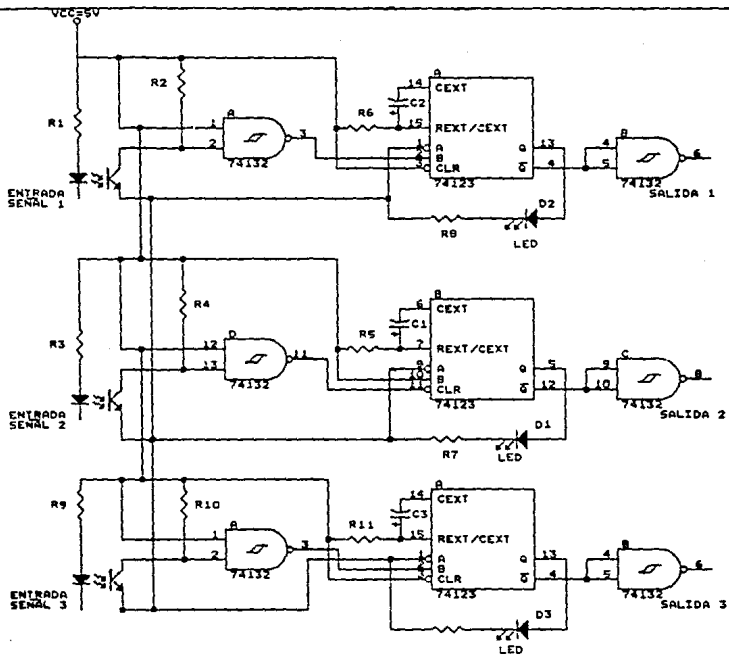 VCC=5V
R2
R1
A
1
2
3
74132
ENTRADA
SEÑAL 1
A
14
CEXT
C2
R6
15
REXT/CEXT
1
A
B
CLR
Q
13
Q
4
74123
R8
D2
LED
B
4
5
6
74132
SALIDA 1
R4
R3
D
12
13
11
74132
ENTRADA
SEÑAL 2
B
6
CEXT
C1
R5
7
REXT/CEXT
9
A
10
B
11
CLR
Q
5
Q
12
74123
R7
D1
LED
C
9
10
8
74132
SALIDA 2
R9
R10
A
1
2
3
74132
ENTRADA
SEÑAL 3
A
14
CEXT
C3
R11
15
REXT/CEXT
1
A
B
CLR
Q
13
Q
4
74123
D3
LED
B
4
5
6
74132
SALIDA 3